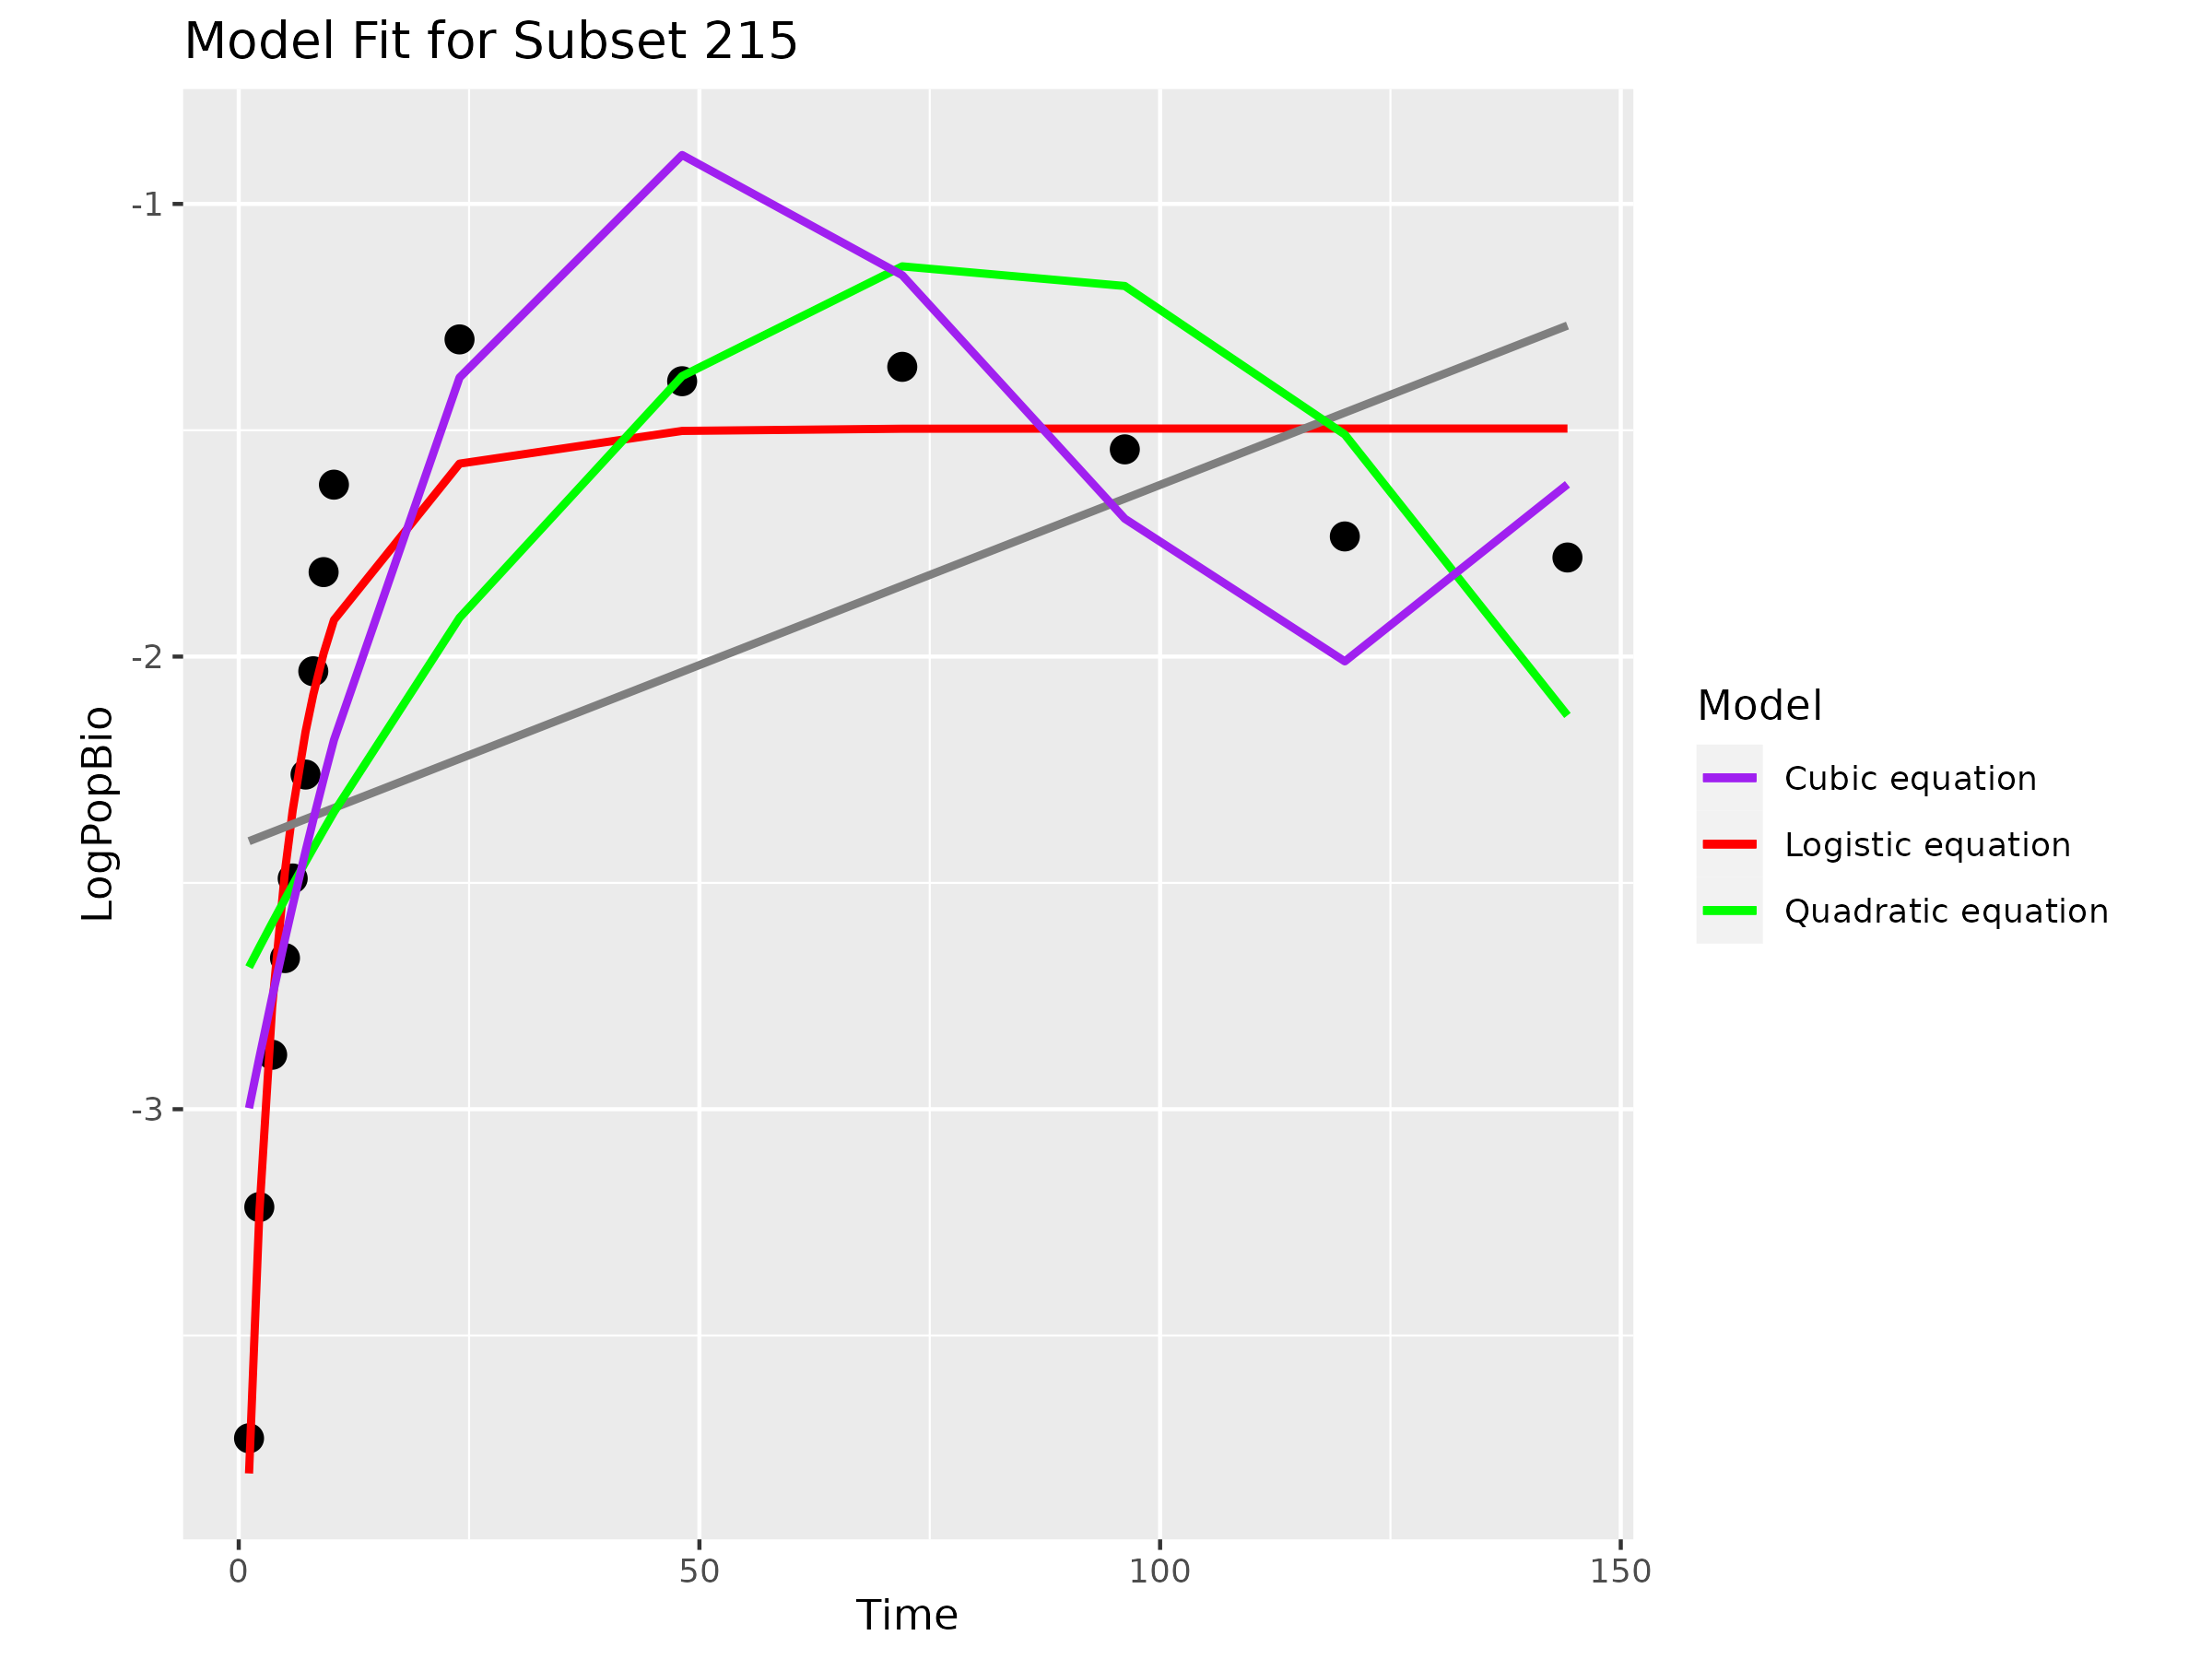 Model Fit for Subset 215
-1
-2
-3
LogPopBio
0 50 100 150
Time
Model
Cubic equation
Logistic equation
Quadratic equation